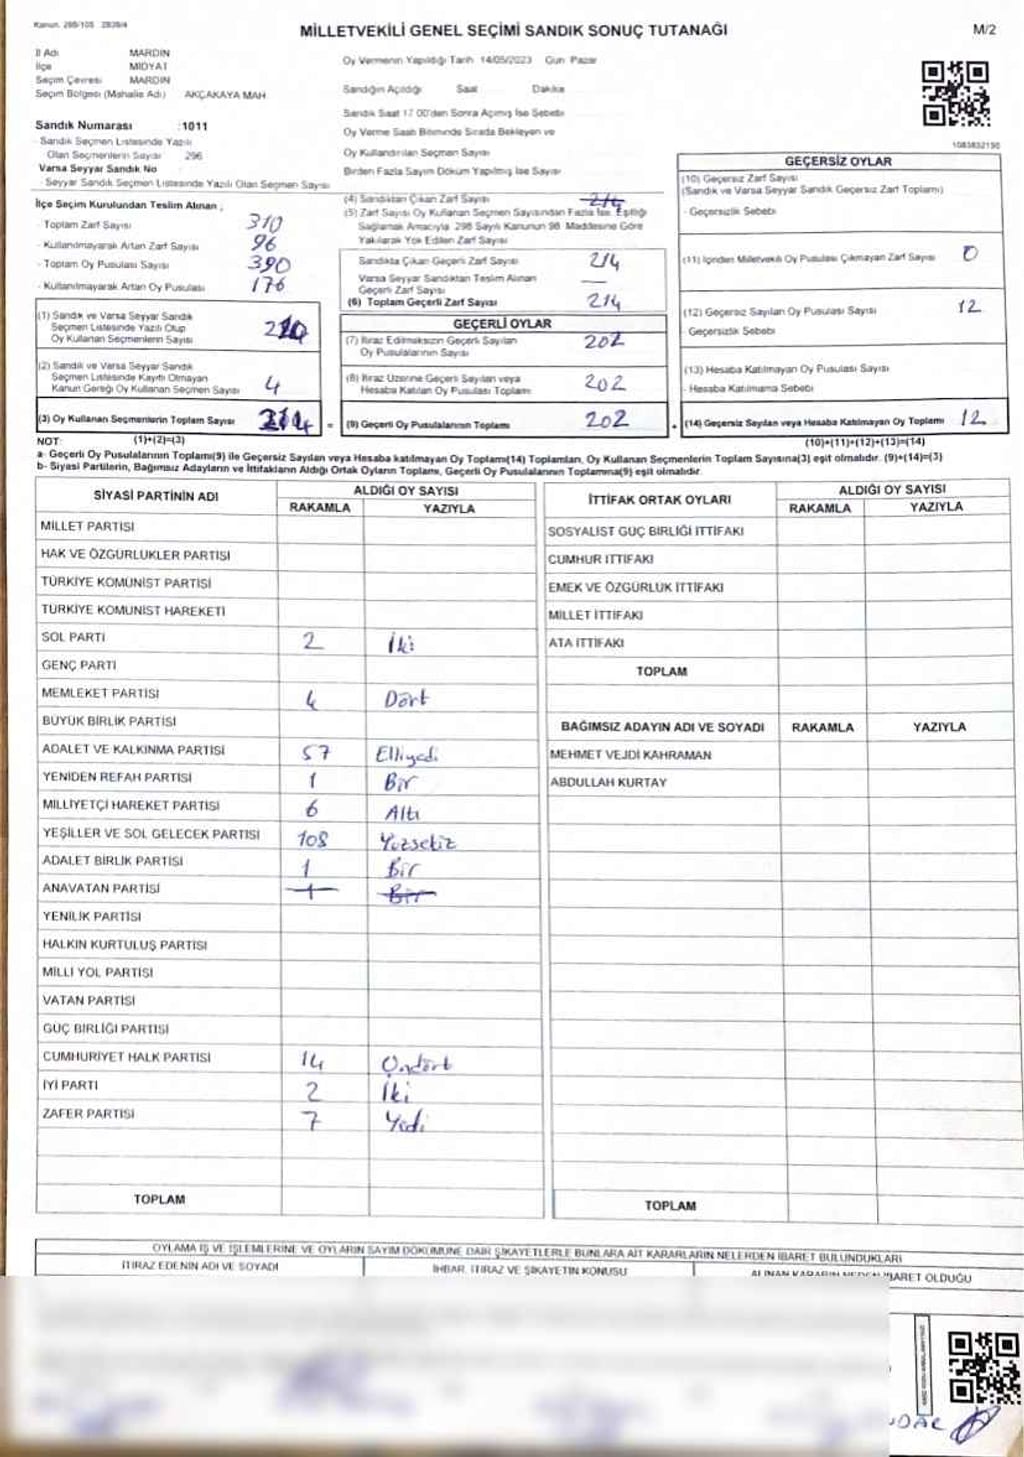 MİLLETVEKİLİ GENEL SEÇİMİ SANDIK SONUÇ TUTANAĞI
M/2
İl Adı MARDİN
İlçe MİDYAT
Seçim Çevresi MARDİN
Seçim Bölgesi (Mahalle Adı) AKÇAKAYA MAH
Sandık Numarası :1011
- Sandık Seçmen Listesinde Yazılı
Olan Seçmenlerin Sayısı 296
Varsa Seyyar Sandık No
- Seyyar Sandık Seçmen Listesinde Yazılı Olan Seçmen Sayısı
İlçe Seçim Kurulundan Teslim Alınan ;
- Toplam Zarf Sayısı 310
- Kullanılmayarak Artan Zarf Sayısı 96
- Toplam Oy Pusulası Sayısı 390
- Kullanılmayarak Artan Oy Pusulası 176
(1) Sandık ve Varsa Seyyar Sandık
Seçmen Listesinde Yazılı Olup
Oy Kullanan Seçmenlerin Sayısı 210
(2) Sandık ve Varsa Seyyar Sandık
Seçmen Listesinde Kayıtlı Olmayan
Kanun Gereği Oy Kullanan Seçmen Sayısı 4
(3) Oy Kullanan Seçmenlerin Toplam Sayısı 214
Oy Vermenin Yapıldığı Tarih 14/05/2023 Gün Pazar
Sandığın Açıldığı Saat Dakika
Sandık Saat 17 00'den Sonra Açımış İse Sebebi
Oy Verme Saati Bitiminde Sırada Bekleyen ve
Oy Kullandırılan Seçmen Sayısı
Birden Fazla Sayım Döküm Yapılmış İse Sayısı
(4) Sandıktan Çıkan Zarf Sayısı 214
(5) Zarf Sayısı Oy Kullanan Seçmen Sayısından Fazla İse, Eşitliği
Sağlamak Amacıyla 298 Sayılı Kanunun 98. Maddesine Göre
Yakılarak Yok Edilen Zarf Sayısı
Sandıkta Çıkan Geçerli Zarf Sayısı 214
Varsa Seyyar Sandıktan Teslim Alınan
Geçerli Zarf Sayısı —
(6) Toplam Geçerli Zarf Sayısı 214
GEÇERLİ OYLAR
(7) İtiraz Edilmeksizin Geçerli Sayılan
Oy Pusulalarının Sayısı 202
(8) İtiraz Üzerine Geçerli Sayılan veya
Hesaba Katılan Oy Pusulası Toplamı 202
= (9) Geçerli Oy Pusulalarının Toplamı 202
1083832190
GEÇERSİZ OYLAR
(10) Geçersiz Zarf Sayısı
(Sandık ve Varsa Seyyar Sandık Geçersiz Zarf Toplamı)
- Geçersizlik Sebebi
(11) İçinden Milletvekili Oy Pusulası Çıkmayan Zarf Sayısı 0
(12) Geçersiz Sayılan Oy Pusulası Sayısı 12
- Geçersizlik Sebebi
(13) Hesaba Katılmayan Oy Pusulası Sayısı
- Hesaba Katılmama Sebebi
+ (14) Geçersiz Sayılan veya Hesaba Katılmayan Oy Toplamı 12
NOT: (1)+(2)=(3) (10)+(11)+(12)+(13)=(14)
a- Geçerli Oy Pusulalarının Toplamı(9) ile Geçersiz Sayılan veya Hesaba katılmayan Oy Toplamı(14) Toplamları, Oy Kullanan Seçmenlerin Toplam Sayısına(3) eşit olmalıdır. (9)+(14)=(3)
b- Siyasi Partilerin, Bağımsız Adayların ve İttifakların Aldığı Ortak Oyların Toplamı, Geçerli Oy Pusulalarının Toplamına(9) eşit olmalıdır.
SİYASİ PARTİNİN ADI ALDIĞI OY SAYISI
RAKAMLA YAZIYLA
MİLLET PARTİSİ
HAK VE ÖZGÜRLÜKLER PARTİSİ
TÜRKİYE KOMÜNİST PARTİSİ
TÜRKİYE KOMÜNİST HAREKETİ
SOL PARTİ 2 İki
GENÇ PARTİ
MEMLEKET PARTİSİ 4 Dört
BÜYÜK BİRLİK PARTİSİ
ADALET VE KALKINMA PARTİSİ 57 Elliyedi
YENİDEN REFAH PARTİSİ 1 Bir
MİLLİYETÇİ HAREKET PARTİSİ 6 Altı
YEŞİLLER VE SOL GELECEK PARTİSİ 108 Yüzsekiz
ADALET BİRLİK PARTİSİ 1 Bir
ANAVATAN PARTİSİ 1 Bir
YENİLİK PARTİSİ
HALKIN KURTULUŞ PARTİSİ
MİLLİ YOL PARTİSİ
VATAN PARTİSİ
GÜÇ BİRLİĞİ PARTİSİ
CUMHURİYET HALK PARTİSİ 14 Ondört
İYİ PARTİ 2 İki
ZAFER PARTİSİ 7 Yedi
TOPLAM
İTTİFAK ORTAK OYLARI ALDIĞI OY SAYISI
RAKAMLA YAZIYLA
SOSYALİST GÜÇ BİRLİĞİ İTTİFAKI
CUMHUR İTTİFAKI
EMEK VE ÖZGÜRLÜK İTTİFAKI
MİLLET İTTİFAKI
ATA İTTİFAKI
TOPLAM
BAĞIMSIZ ADAYIN ADI VE SOYADI RAKAMLA YAZIYLA
MEHMET VEJDİ KAHRAMAN
ABDULLAH KURTAY
TOPLAM
OYLAMA İŞ VE İŞLEMLERİNE VE OYLARIN SAYIM DÖKÜMÜNE DAİR ŞİKAYETLERLE BUNLARA AİT KARARLARIN NELERDEN İBARET BULUNDUKLARI
İTİRAZ EDENİN ADI VE SOYADI İHBAR, İTİRAZ VE ŞİKAYETİN KONUSU ALINAN KARARIN NEDEN İBARET OLDUĞU